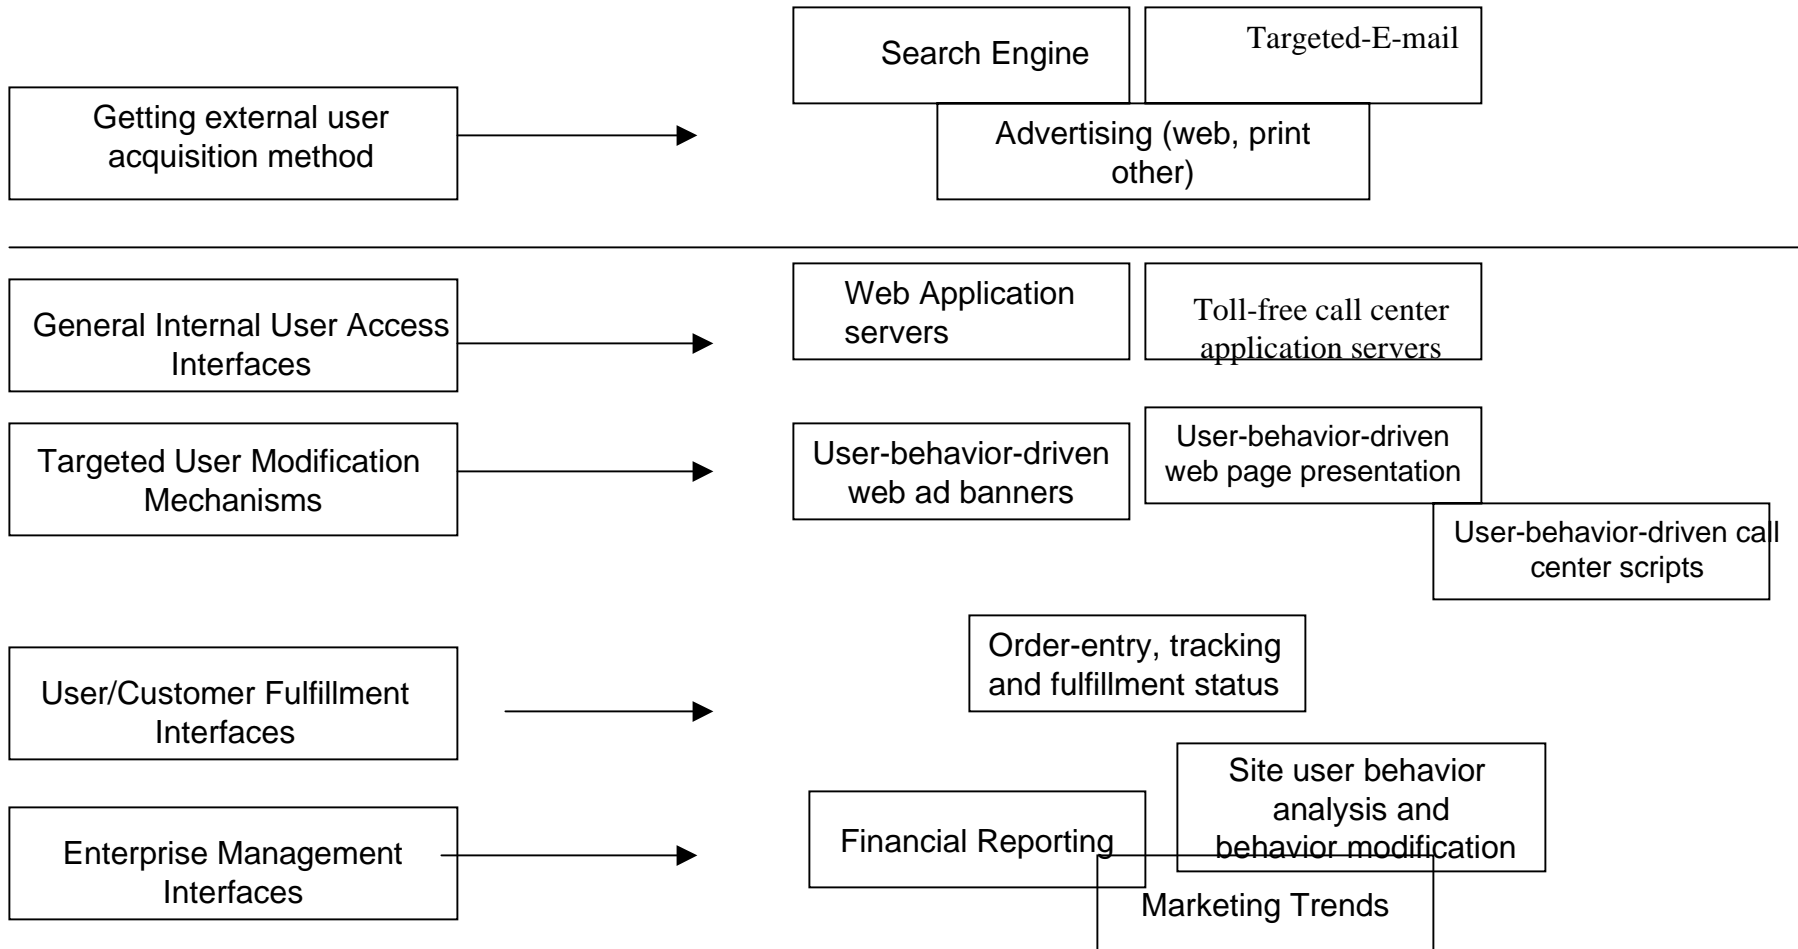 Search Engine
Targeted-E-mail
Getting external user
acquisition method
Advertising (web, print
other)
General Internal User Access
Interfaces
Web Application
servers
Toll-free call center
application servers
Targeted User Modification
Mechanisms
User-behavior-driven
web ad banners
User-behavior-driven
web page presentation
User-behavior-driven call
center scripts
User/Customer Fulfillment
Interfaces
Order-entry, tracking
and fulfillment status
Enterprise Management
Interfaces
Financial Reporting
Site user behavior
analysis and
behavior modification
Marketing Trends